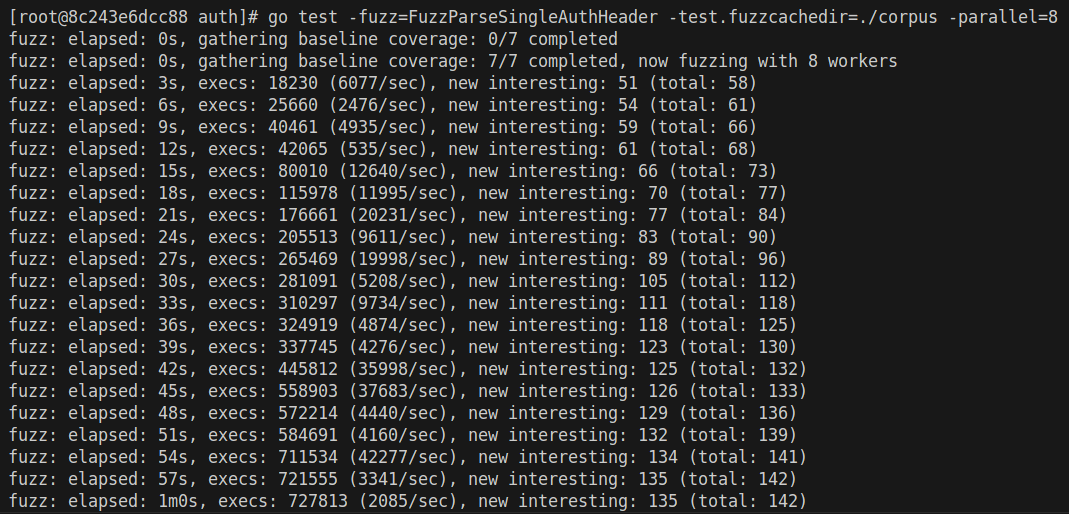 [root@8c243e6dcc88 auth]# go test -fuzz=FuzzParseSingleAuthHeader -test.fuzzcachedir=./corpus -parallel=8
fuzz: elapsed: 0s, gathering baseline coverage: 0/7 completed
fuzz: elapsed: 0s, gathering baseline coverage: 7/7 completed, now fuzzing with 8 workers
fuzz: elapsed: 3s, execs: 18230 (6077/sec), new interesting: 51 (total: 58)
fuzz: elapsed: 6s, execs: 25660 (2476/sec), new interesting: 54 (total: 61)
fuzz: elapsed: 9s, execs: 40461 (4935/sec), new interesting: 59 (total: 66)
fuzz: elapsed: 12s, execs: 42065 (535/sec), new interesting: 61 (total: 68)
fuzz: elapsed: 15s, execs: 80010 (12640/sec), new interesting: 66 (total: 73)
fuzz: elapsed: 18s, execs: 115978 (11995/sec), new interesting: 70 (total: 77)
fuzz: elapsed: 21s, execs: 176661 (20231/sec), new interesting: 77 (total: 84)
fuzz: elapsed: 24s, execs: 205513 (9611/sec), new interesting: 83 (total: 90)
fuzz: elapsed: 27s, execs: 265469 (19998/sec), new interesting: 89 (total: 96)
fuzz: elapsed: 30s, execs: 281091 (5208/sec), new interesting: 105 (total: 112)
fuzz: elapsed: 33s, execs: 310297 (9734/sec), new interesting: 111 (total: 118)
fuzz: elapsed: 36s, execs: 324919 (4874/sec), new interesting: 118 (total: 125)
fuzz: elapsed: 39s, execs: 337745 (4276/sec), new interesting: 123 (total: 130)
fuzz: elapsed: 42s, execs: 445812 (35998/sec), new interesting: 125 (total: 132)
fuzz: elapsed: 45s, execs: 558903 (37683/sec), new interesting: 126 (total: 133)
fuzz: elapsed: 48s, execs: 572214 (4440/sec), new interesting: 129 (total: 136)
fuzz: elapsed: 51s, execs: 584691 (4160/sec), new interesting: 132 (total: 139)
fuzz: elapsed: 54s, execs: 711534 (42277/sec), new interesting: 134 (total: 141)
fuzz: elapsed: 57s, execs: 721555 (3341/sec), new interesting: 135 (total: 142)
fuzz: elapsed: 1m0s, execs: 727813 (2085/sec), new interesting: 135 (total: 142)